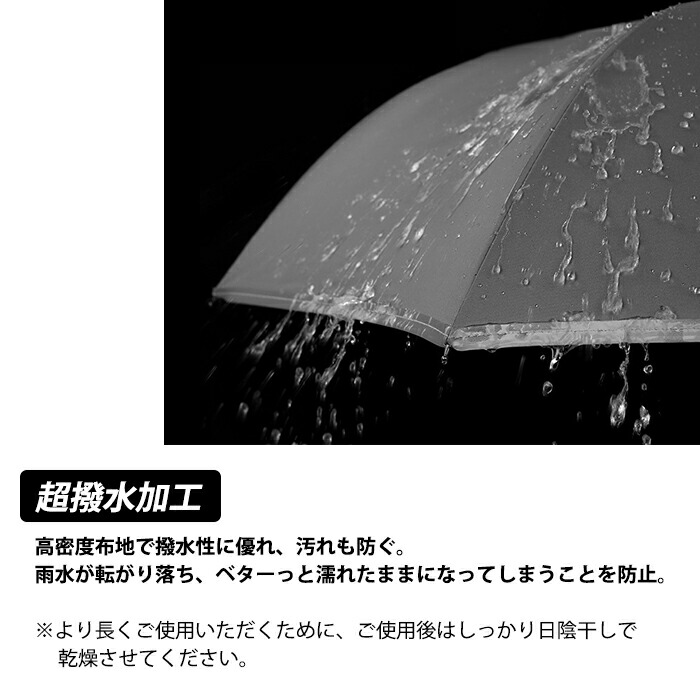 超撥水加工
高密度布地で撥水性に優れ、汚れも防ぐ。
雨水が転がり落ち、ベターっと濡れたままになってしまうことを防止。
※より長くご使用いただくために、ご使用後はしっかり日陰干しで
乾燥させてください。